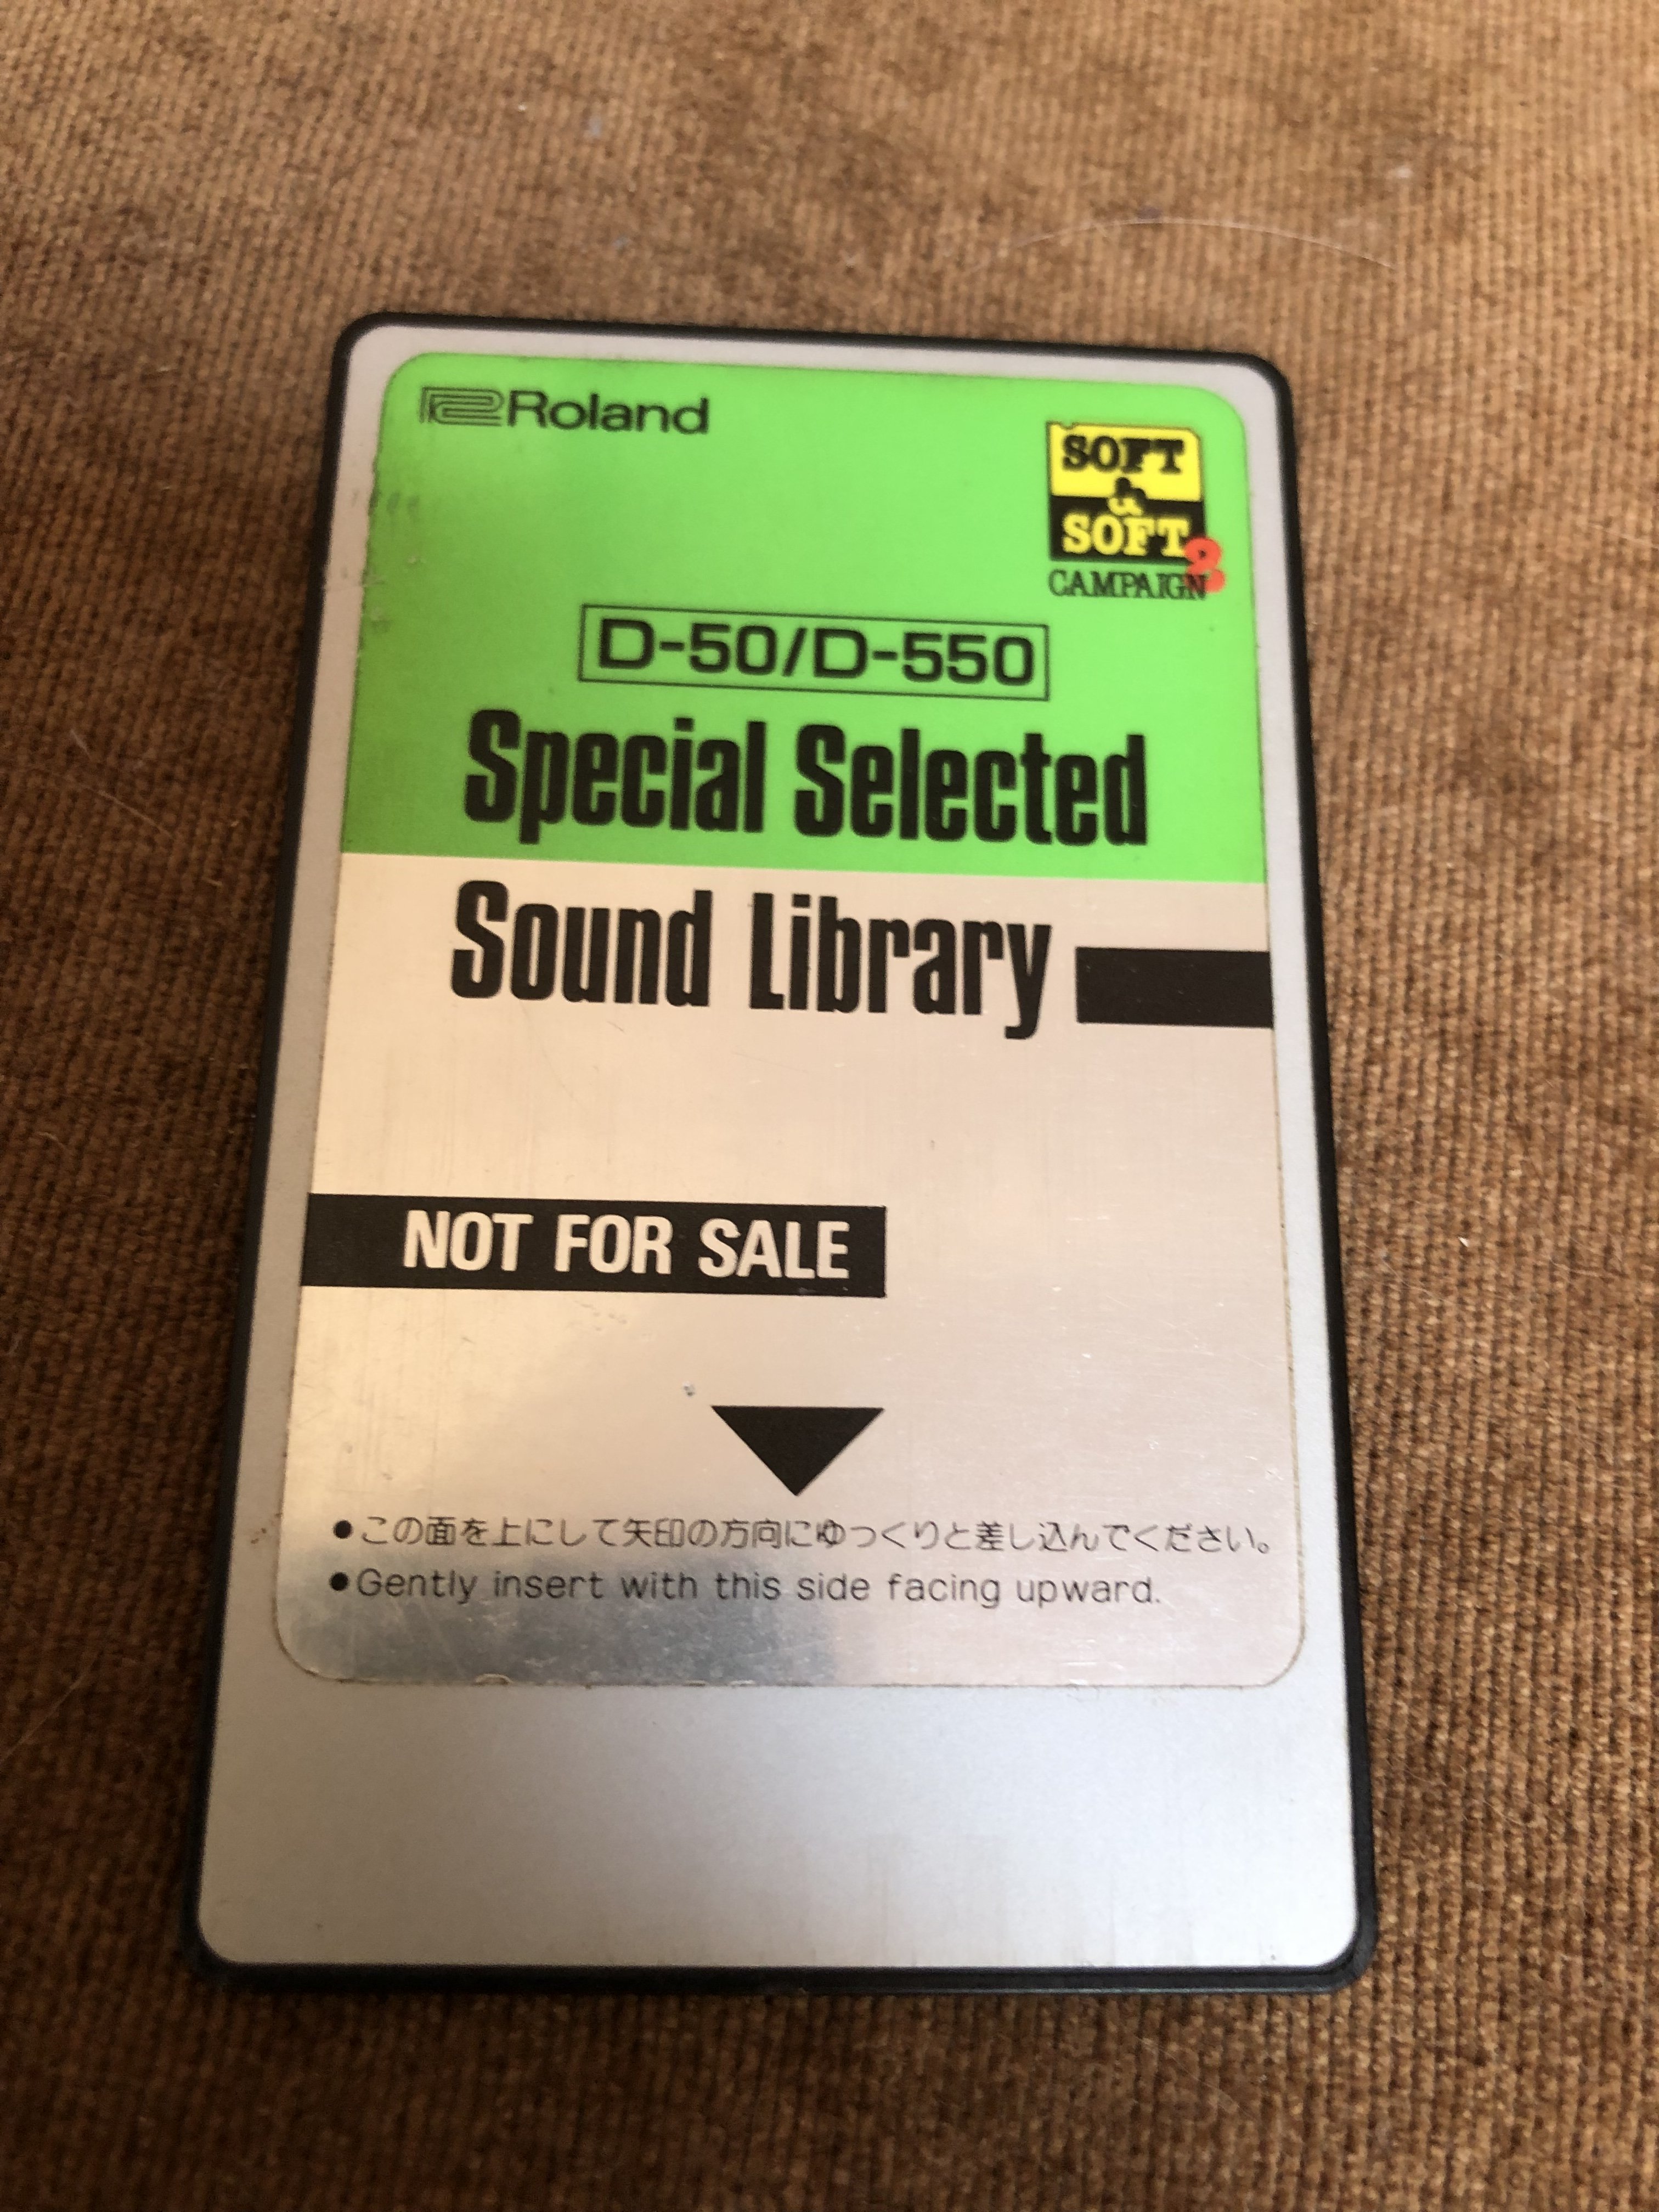 Roland
SOFT
&
SOFT
2
CAMPAIGN
D-50/D-550
Special Selected
Sound Library
NOT FOR SALE
●この面を上にして矢印の方向にゆっくりと差し込んでください。
●Gently insert with this side facing upward.